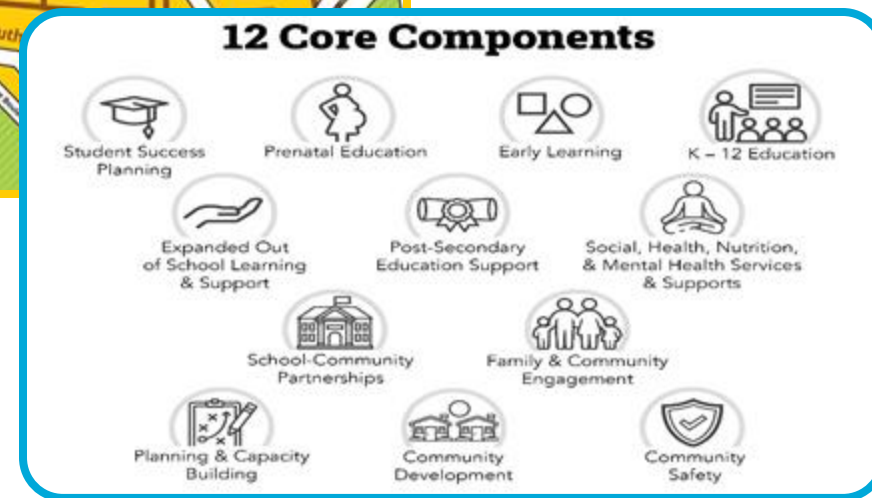 12 Core Components
Student Success
Planning
Prenatal Education
Early Learning
K – 12 Education
Expanded Out
of School Learning
& Support
Post-Secondary
Education Support
Social, Health, Nutrition,
& Mental Health Services
& Supports
School-Community
Partnerships
Family & Community
Engagement
Planning & Capacity
Building
Community
Development
Community
Safety